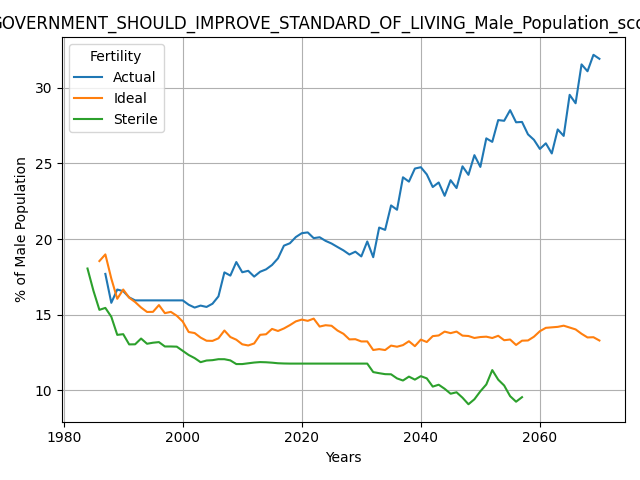 GOVERNMENT_SHOULD_IMPROVE_STANDARD_OF_LIVING_Male_Population_sco
Fertility
Actual
Ideal
Sterile
% of Male Population
30
25
20
15
10
1980
2000
2020
2040
2060
Years